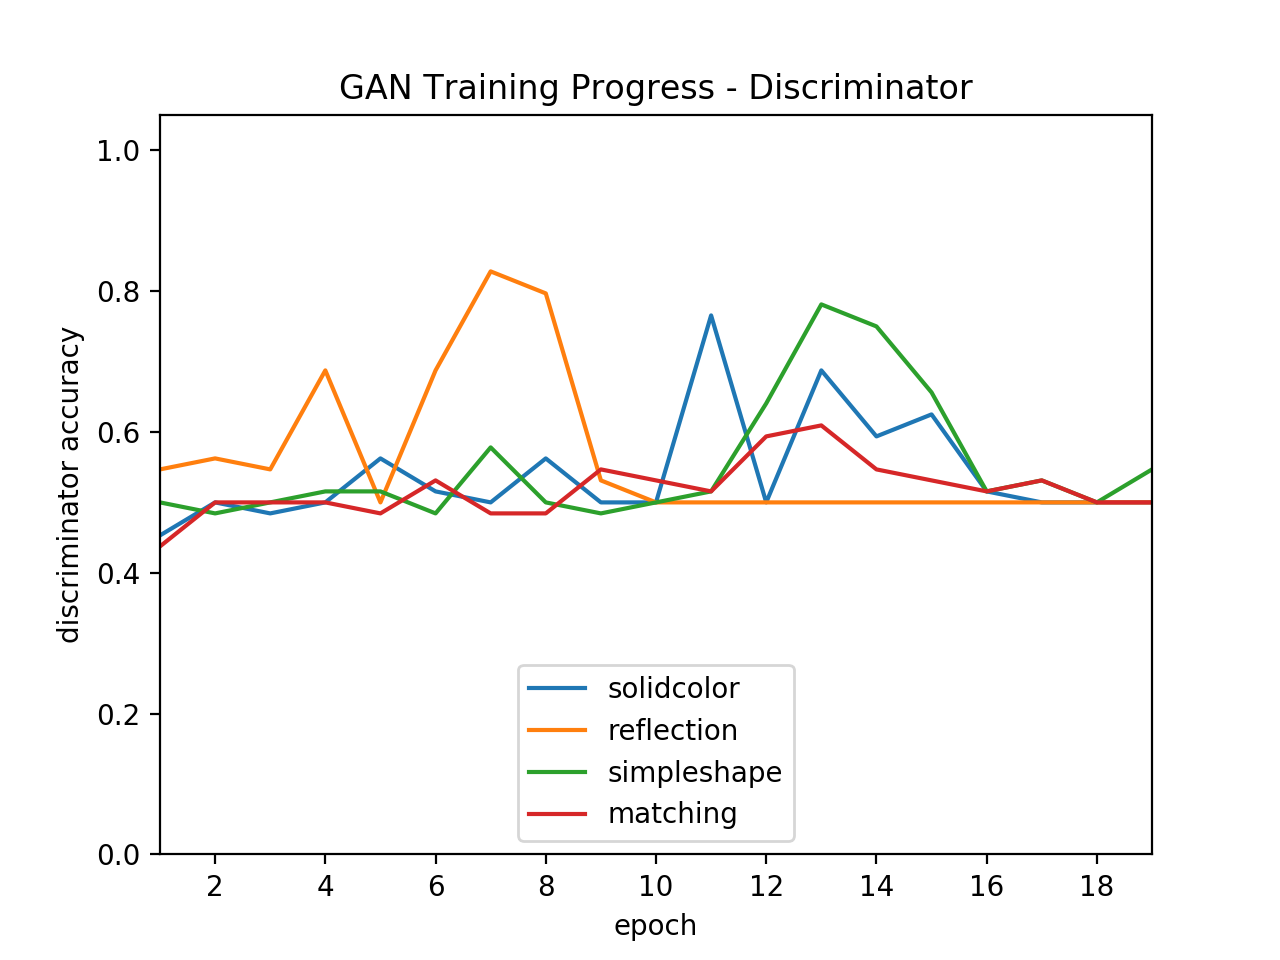 GAN Training Progress - Discriminator
1.0
0.8
0.6
0.4
0.2
0.0
discriminator accuracy
solidcolor
reflection
simpleshape
matching
2 4 6 8 10 12 14 16 18
epoch